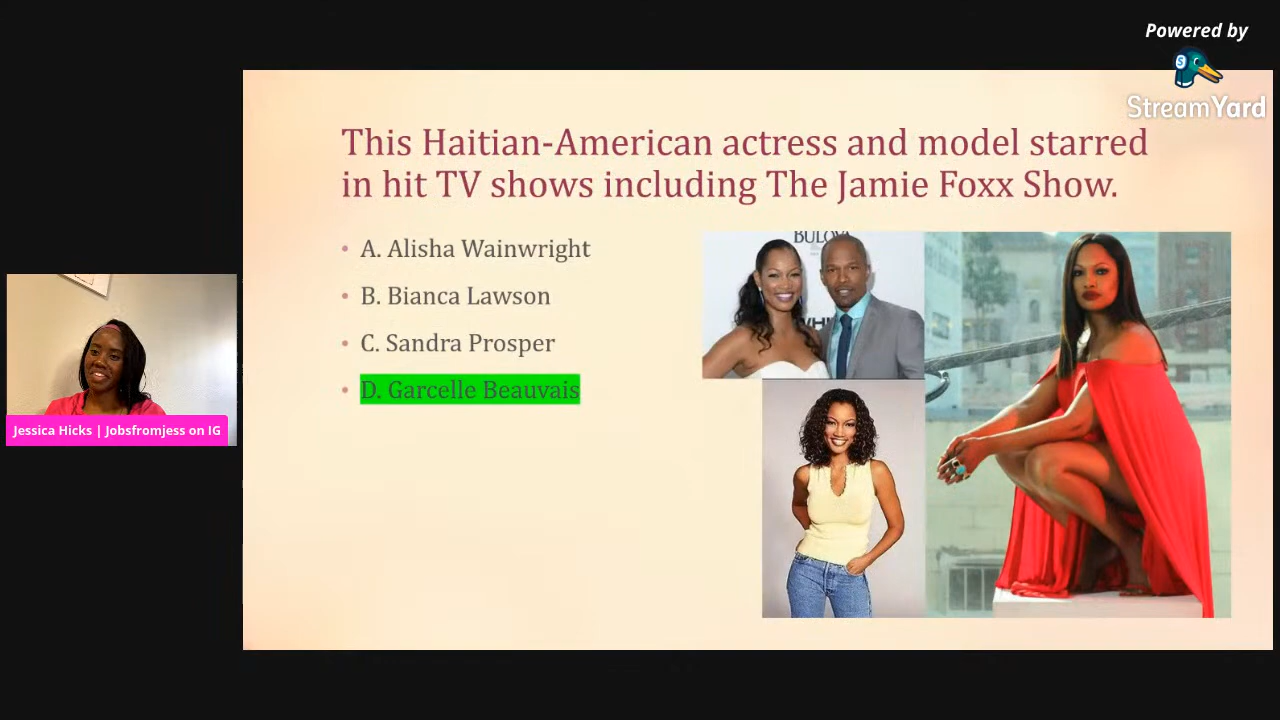 Powered by
StreamYard
This Haitian-American actress and model starred
in hit TV shows including The Jamie Foxx Show.
• A. Alisha Wainwright
• B. Bianca Lawson
• C. Sandra Prosper
• D. Garcelle Beauvais
BULOVA
Jessica Hicks | Jobsfromjess on IG